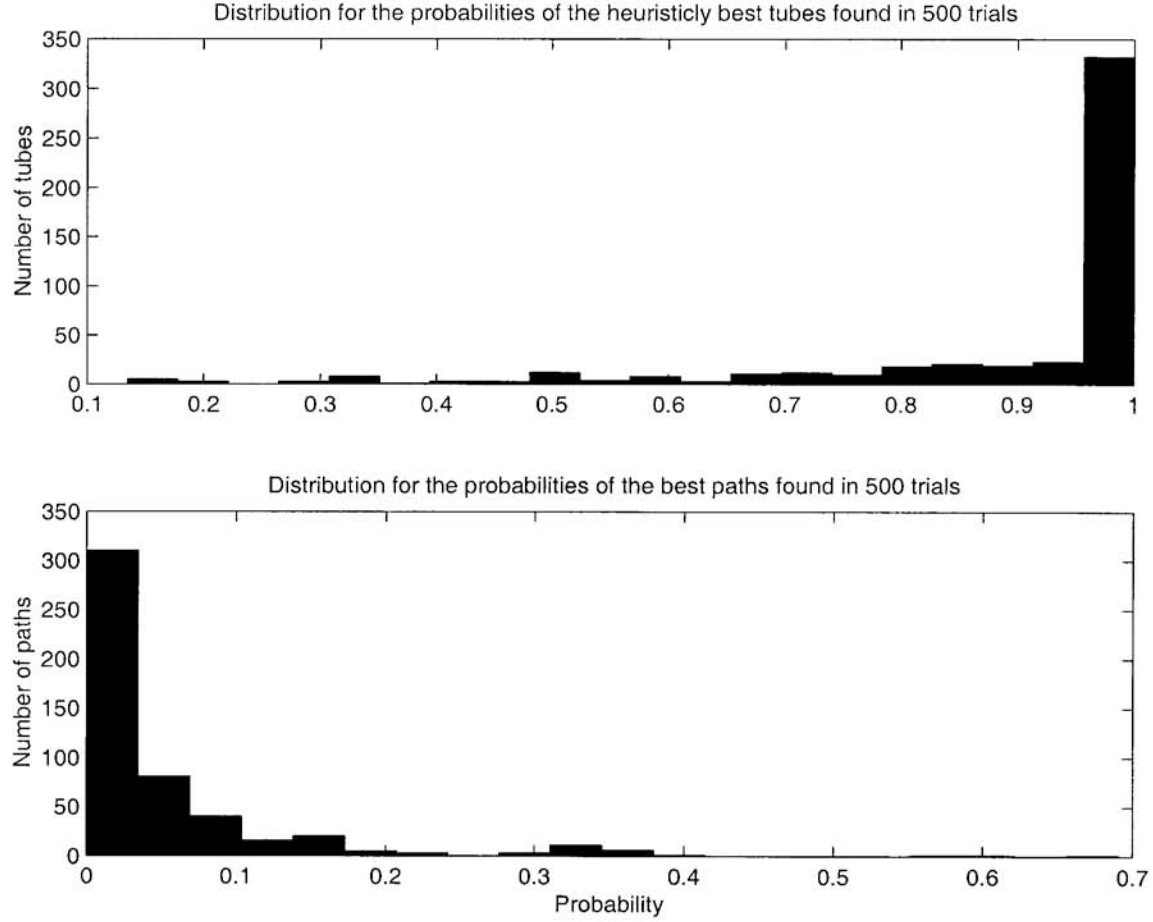 Distribution for the probabilities of the heuristicly best tubes found in 500 trials
350
300
250
200
150
100
50
0
Number of tubes
0.1 0.2 0.3 0.4 0.5 0.6 0.7 0.8 0.9 1
Distribution for the probabilities of the best paths found in 500 trials
350
300
250
200
150
100
50
0
Number of paths
0 0.1 0.2 0.3 0.4 0.5 0.6 0.7
Probability